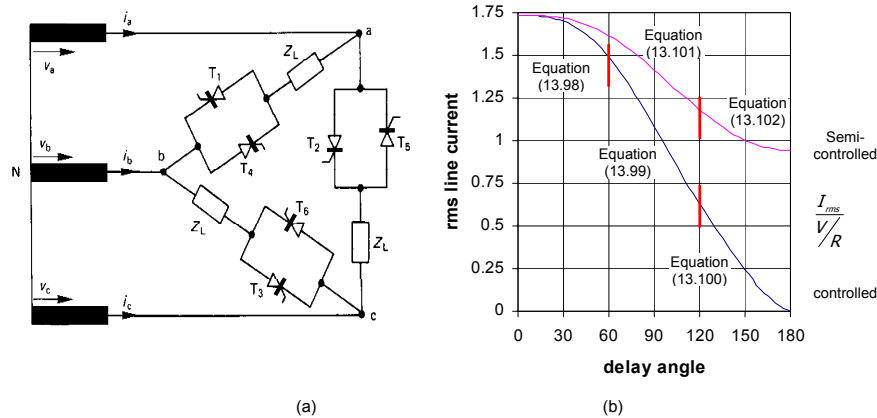 i_a
a
v_a
Z_L
T_1
T_4
T_2
T_5
v_b
i_b
b
N
Z_L
T_6
T_3
Z_L
v_c
i_c
c
(a)
rms line current
1.75
1.5
1.25
1
0.75
0.5
0.25
0
0 30 60 90 120 150 180
delay angle
Equation
(13.101)
Equation
(13.98)
Equation
(13.102)
Equation
(13.99)
Equation
(13.100)
Semi-
controlled
I_rms
V/R
controlled
(b)